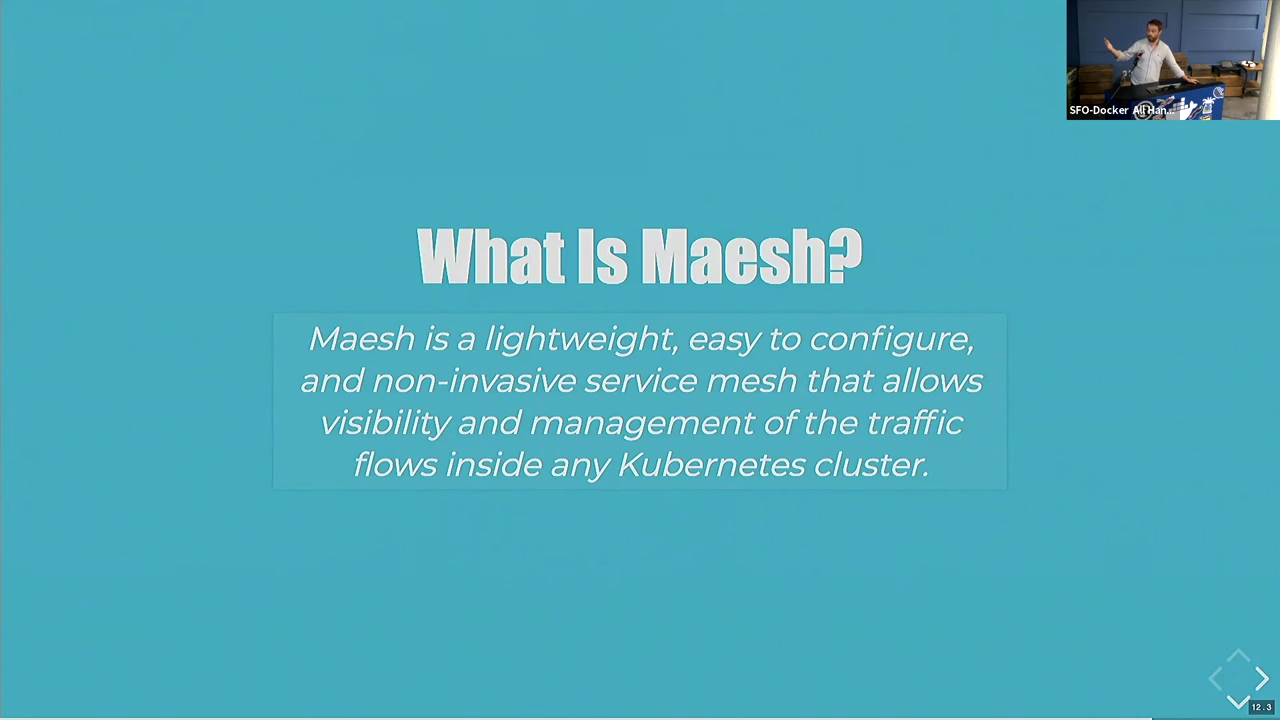 SFO-Docker All Han...
What Is Maesh?
Maesh is a lightweight, easy to configure,
and non-invasive service mesh that allows
visibility and management of the traffic
flows inside any Kubernetes cluster.
12.3